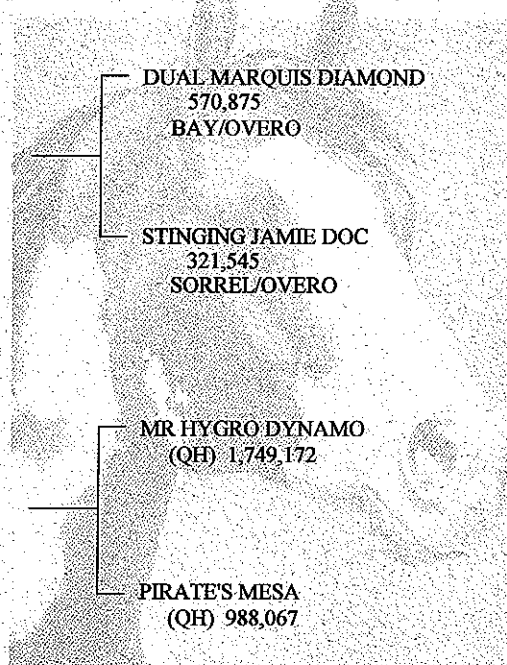 DUAL MARQUIS DIAMOND
570,875
BAY/OVERO
STINGING JAMIE DOC
321,545
SORREL/OVERO
MR HYGRO DYNAMO
(QH) 1,749,172
PIRATE'S MESA
(QH) 988,067